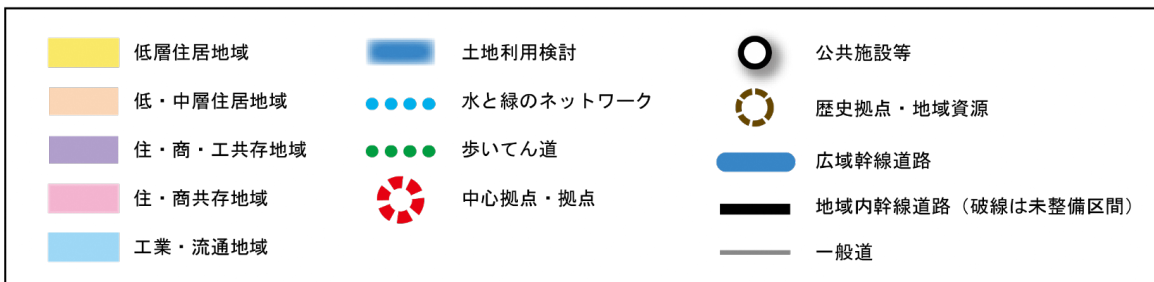 低層住居地域
低・中層住居地域
住・商・工共存地域
住・商共存地域
工業・流通地域
土地利用検討
水と緑のネットワーク
歩いてん道
中心拠点・拠点
公共施設等
歴史拠点・地域資源
広域幹線道路
地域内幹線道路（破線は未整備区間）
一般道